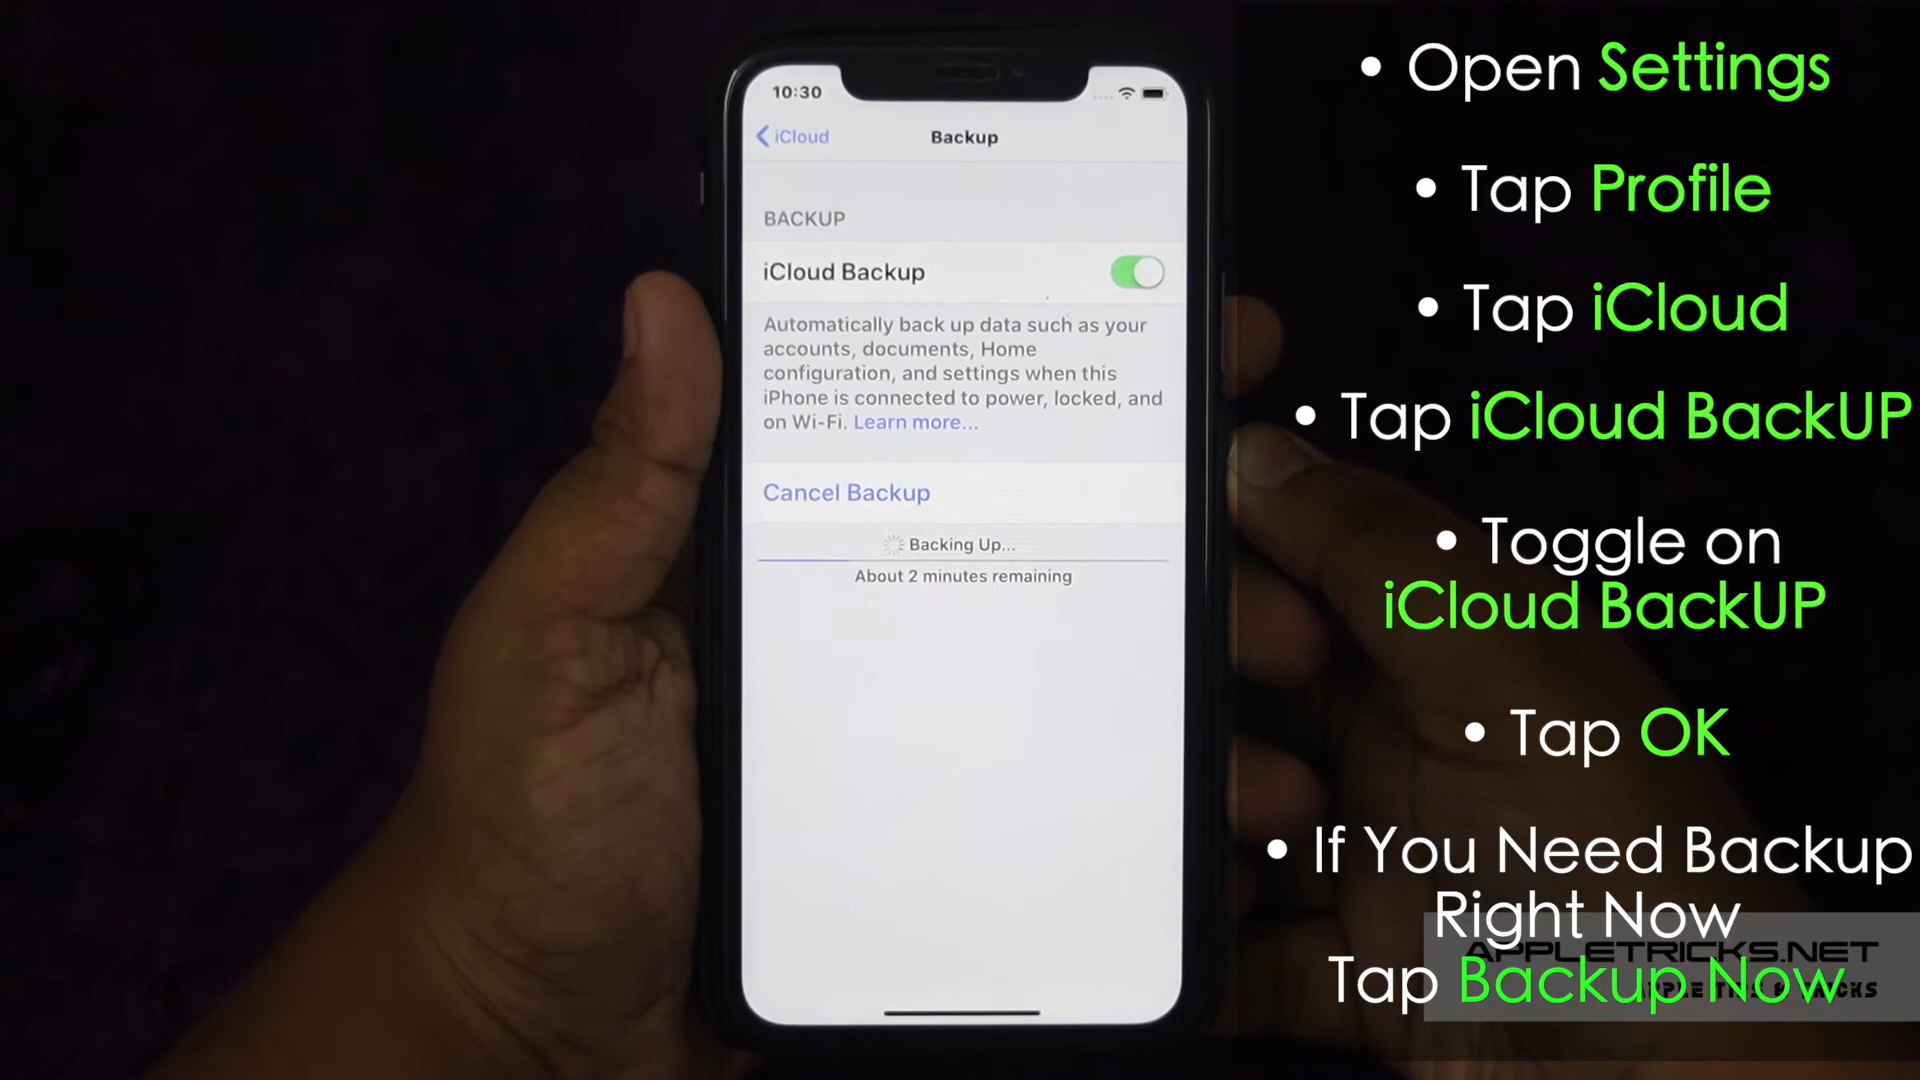 10:30
iCloud
Backup
BACKUP
iCloud Backup
Automatically back up data such as your
accounts, documents, Home
configuration, and settings when this
iPhone is connected to power, locked, and
on Wi-Fi. Learn more...
Cancel Backup
Backing Up...
About 2 minutes remaining
• Open Settings
• Tap Profile
• Tap iCloud
• Tap iCloud BackUP
• Toggle on
iCloud BackUP
• Tap OK
• If You Need Backup
Right Now
Tap Backup Now
APPLETRICKS.NET
APPLE TIPS & TRICKS